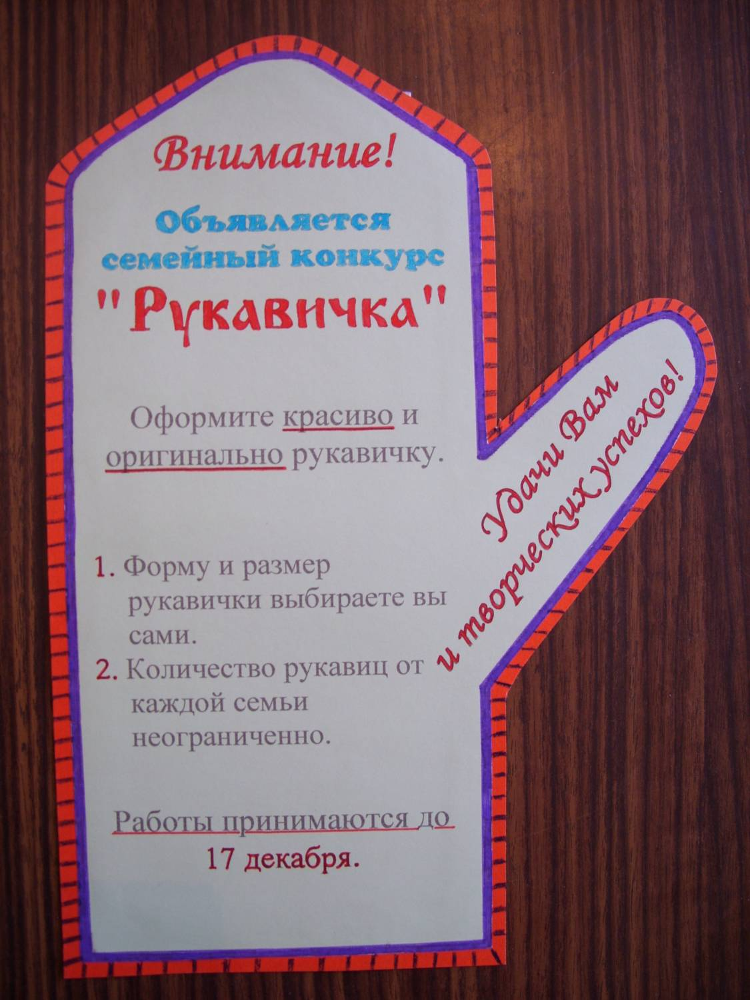 Внимание!
Объявляется
семейный конкурс
"Рукавичка"
Оформите красиво и
оригинально рукавичку.
1. Форму и размер
рукавички выбираете вы
сами.
2. Количество рукавиц от
каждой семьи
неограниченно.
Работы принимаются до
17 декабря.
Удачи Вам
и творческих успехов!